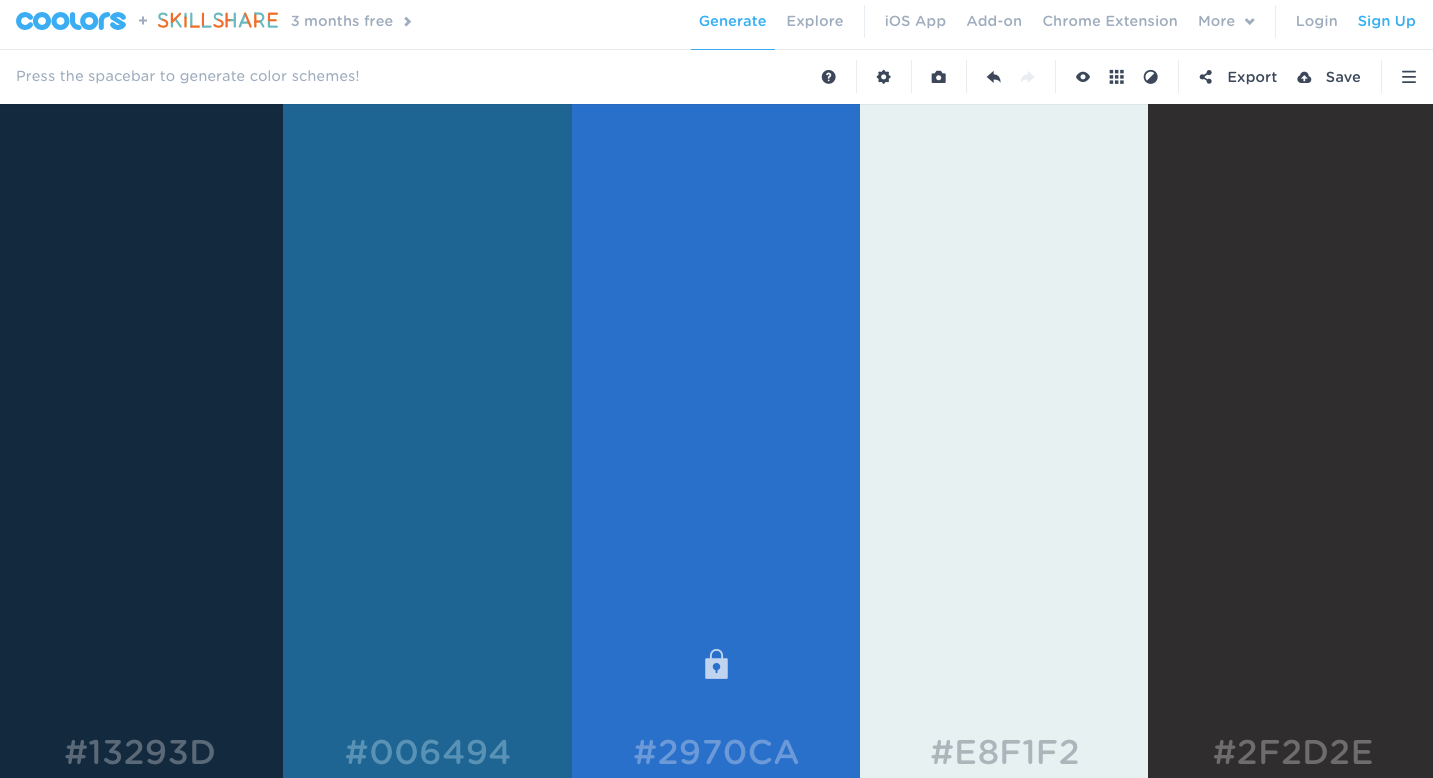 coolors + SKILLSHARE 3 months free Generate Explore iOS App Add-on Chrome Extension More Login Sign Up
Press the spacebar to generate color schemes! Export Save
#13293D #006494 #2970CA #E8F1F2 #2F2D2E